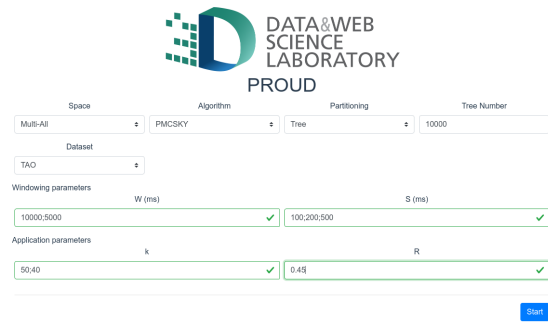 DATA&WEB
SCIENCE
LABORATORY
PROUD
Space Algorithm Partitioning Tree Number
Multi-All PMCSKY Tree 10000
Dataset
TAO
Windowing parameters
W (ms) S (ms)
10000;5000 100;200;500
Application parameters
k R
50;40 0.45
Start